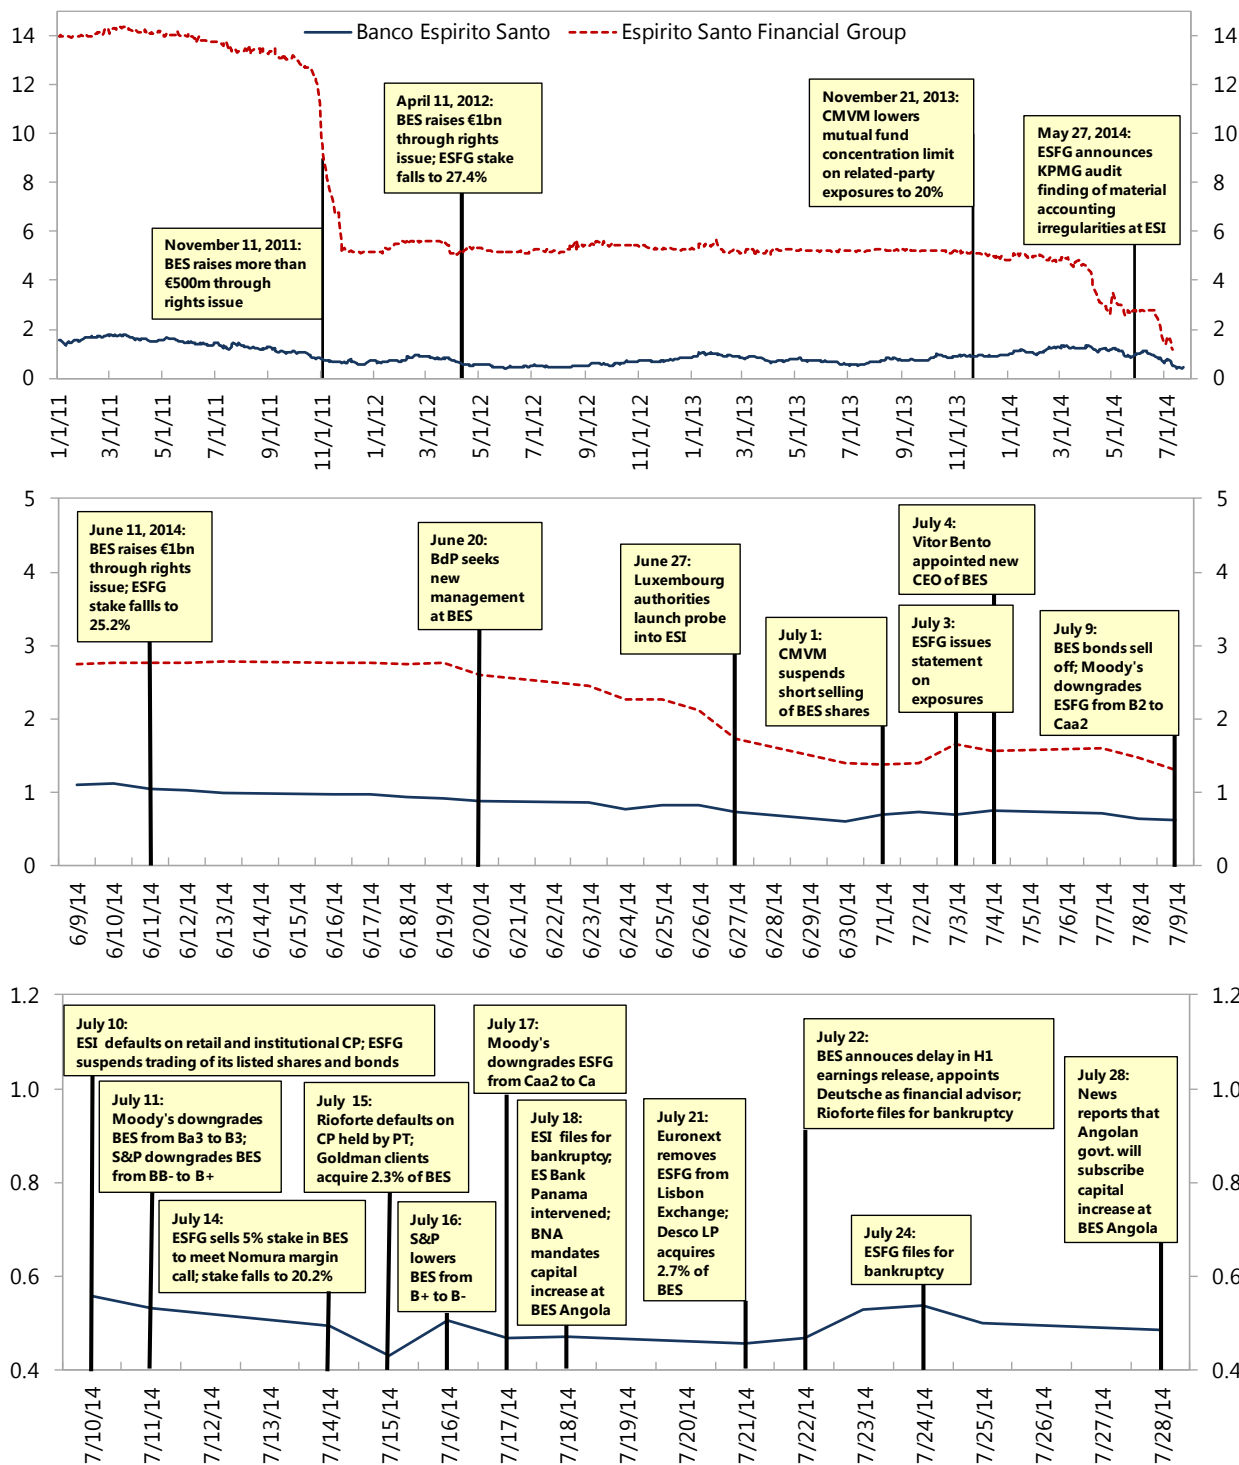 Banco Espirito Santo
Espirito Santo Financial Group
14
12
10
8
6
4
2
0
14
12
10
8
6
4
2
0
November 11, 2011:
BES raises more than
€500m through
rights issue
April 11, 2012:
BES raises €1bn
through rights
issue; ESFG stake
falls to 27.4%
November 21, 2013:
CMVM lowers
mutual fund
concentration limit
on related-party
exposures to 20%
May 27, 2014:
ESFG announces
KPMG audit
finding of material
accounting
irregularities at ESI
1/1/11
3/1/11
5/1/11
7/1/11
9/1/11
11/1/11
1/1/12
3/1/12
5/1/12
7/1/12
9/1/12
11/1/12
1/1/13
3/1/13
5/1/13
7/1/13
9/1/13
11/1/13
1/1/14
3/1/14
5/1/14
7/1/14
5
4
3
2
1
0
5
4
3
2
1
0
June 11, 2014:
BES raises €1bn
through rights
issue; ESFG
stake fallls to
25.2%
June 20:
BdP seeks
new
management
at BES
June 27:
Luxembourg
authorities
launch probe
into ESI
July 1:
CMVM
suspends
short selling
of BES shares
July 4:
Vitor Bento
appointed new
CEO of BES
July 3:
ESFG issues
statement
on
exposures
July 9:
BES bonds sell
off; Moody's
downgrades
ESFG from B2 to
Caa2
6/9/14
6/10/14
6/11/14
6/12/14
6/13/14
6/14/14
6/15/14
6/16/14
6/17/14
6/18/14
6/19/14
6/20/14
6/21/14
6/22/14
6/23/14
6/24/14
6/25/14
6/26/14
6/27/14
6/28/14
6/29/14
6/30/14
7/1/14
7/2/14
7/3/14
7/4/14
7/5/14
7/6/14
7/7/14
7/8/14
7/9/14
1.2
1.0
0.8
0.6
0.4
1.2
1.0
0.8
0.6
0.4
July 10:
ESI defaults on retail and institutional CP; ESFG
suspends trading of its listed shares and bonds
July 11:
Moody's downgrades
BES from Ba3 to B3;
S&P downgrades BES
from BB- to B+
July 14:
ESFG sells 5% stake in BES
to meet Nomura margin
call; stake falls to 20.2%
July 15:
Rioforte defaults on
CP held by PT;
Goldman clients
acquire 2.3% of BES
July 16:
S&P
lowers
BES from
B+ to B-
July 17:
Moody's
downgrades ESFG
from Caa2 to Ca
July 18:
ESI files for
bankruptcy;
ES Bank
Panama
intervened;
BNA
mandates
capital
increase at
BES Angola
July 21:
Euronext
removes
ESFG from
Lisbon
Exchange;
Desco LP
acquires
2.7% of
BES
July 22:
BES annouces delay in H1
earnings release, appoints
Deutsche as financial advisor;
Rioforte files for bankruptcy
July 24:
ESFG files for
bankruptcy
July 28:
News
reports that
Angolan
govt. will
subscribe
capital
increase at
BES Angola
7/10/14
7/11/14
7/12/14
7/13/14
7/14/14
7/15/14
7/16/14
7/17/14
7/18/14
7/19/14
7/20/14
7/21/14
7/22/14
7/23/14
7/24/14
7/25/14
7/26/14
7/27/14
7/28/14